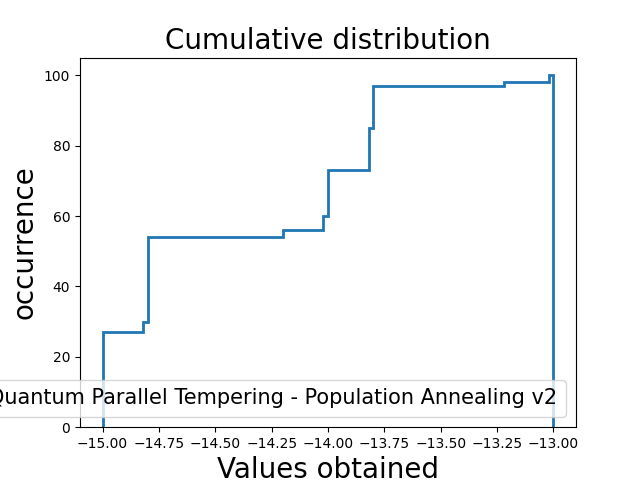 Cumulative distribution
occurrence
100
80
60
40
20
0
Quantum Parallel Tempering - Population Annealing v2
−15.00 −14.75 −14.50 −14.25 −14.00 −13.75 −13.50 −13.25 −13.00
Values obtained